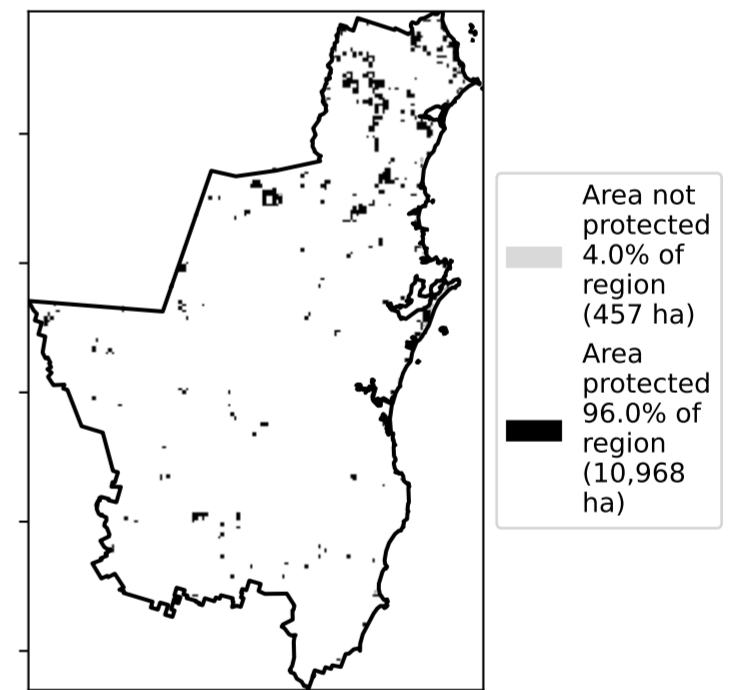 Area not
protected
4.0% of
region
(457 ha)
Area
protected
96.0% of
region
(10,968
ha)